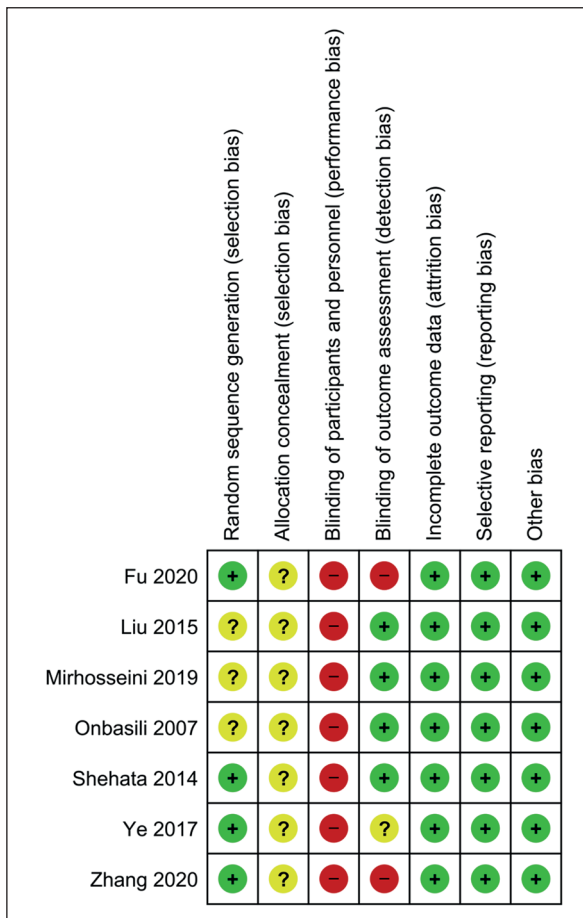 Random sequence generation (selection bias)
Allocation concealment (selection bias)
Blinding of participants and personnel (performance bias)
Blinding of outcome assessment (detection bias)
Incomplete outcome data (attrition bias)
Selective reporting (reporting bias)
Other bias
Fu 2020 + ? – – + + +
Liu 2015 ? ? – + + + +
Mirhosseini 2019 ? ? – + + + +
Onbasili 2007 ? ? – + + + +
Shehata 2014 + ? – + + + +
Ye 2017 + ? – ? + + +
Zhang 2020 + ? – – + + +